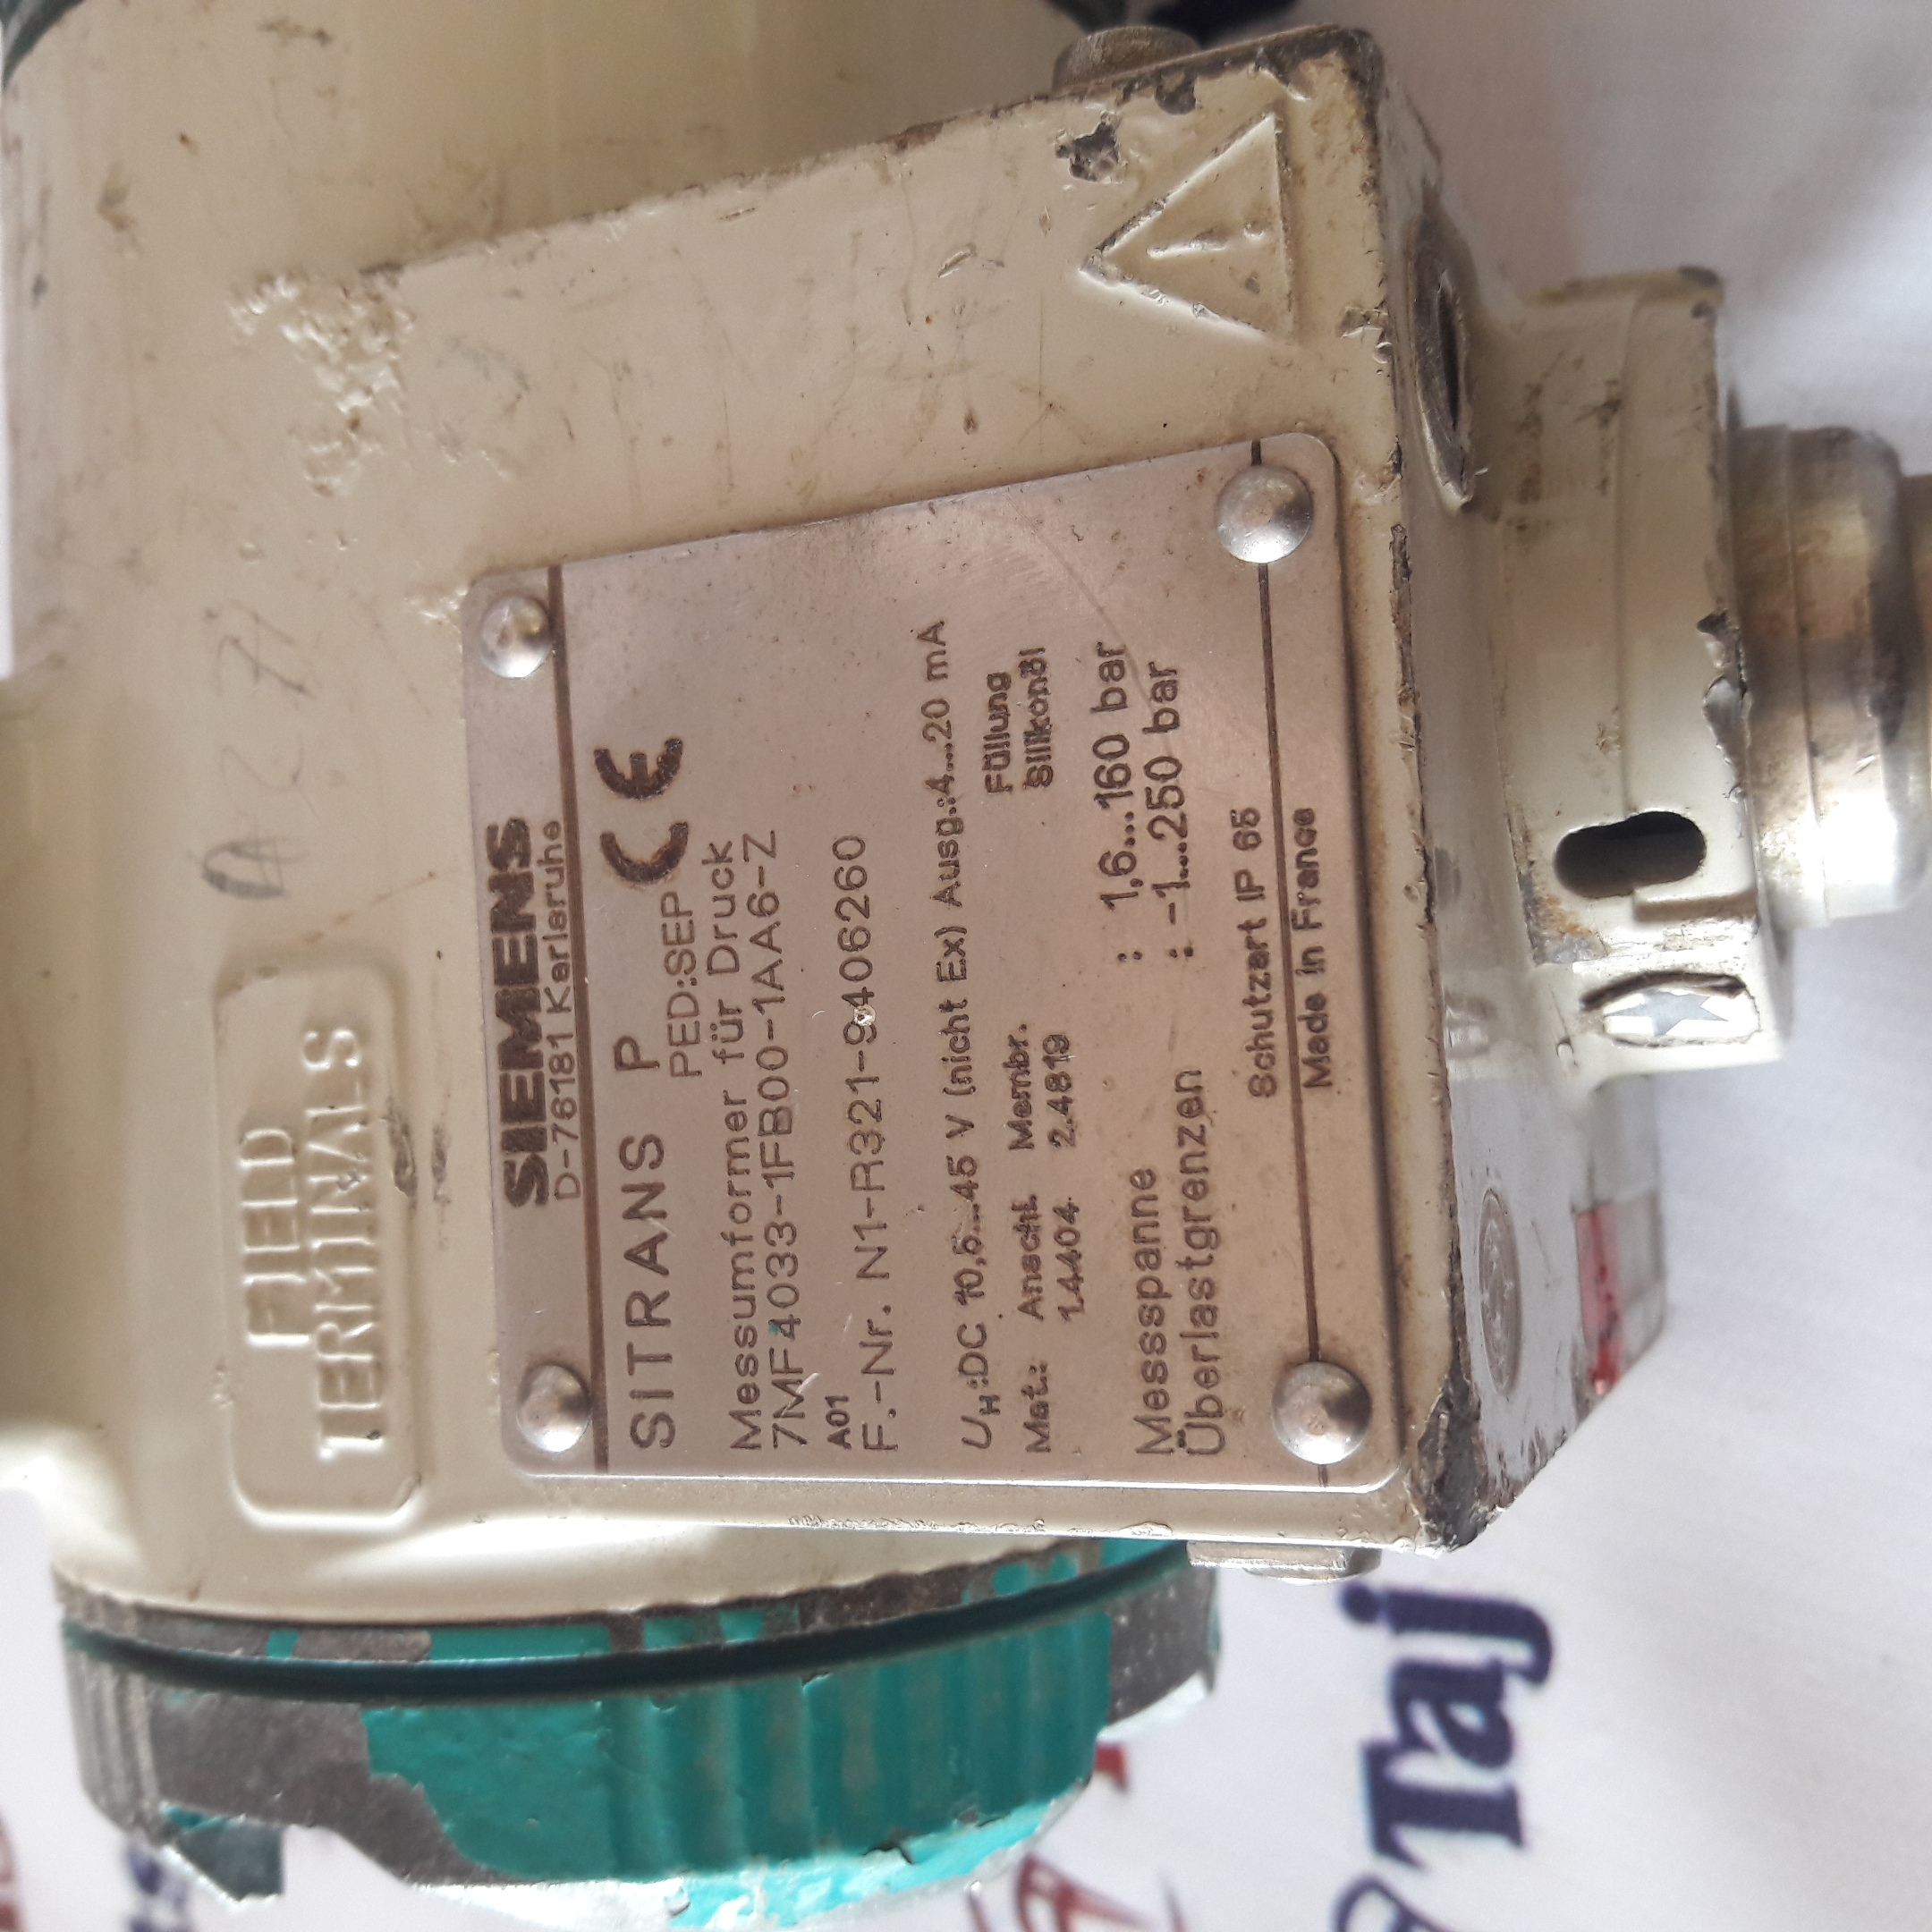 FIELD
TERMINALS
SIEMENS
D-76181 Karlsruhe
SITRANS P
PED:SEP CE
Messumformer für Druck
7MF4033-1FB00-1AA6-Z
A01
F.-Nr. N1-R321-9406260
UH:DC 10,5...45 V (nicht Ex) Ausg.:4...20 mA
Mat.: Anschl. Membr. Füllung
1.4404 2.4819 Silikonöl
Messspanne : 1,6...160 bar
Überlastgrenzen : -1...250 bar
Schutzart IP 65
Made in France
Taj